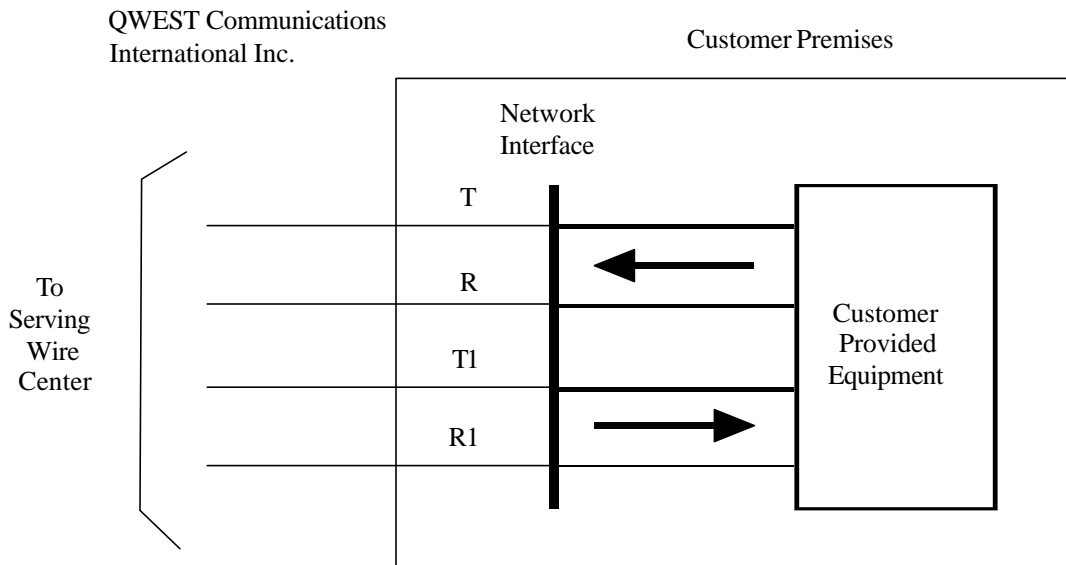 QWEST Communications
International Inc.
Customer Premises
Network
Interface
T
R
T1
R1
To
Serving
Wire
Center
Customer
Provided
Equipment